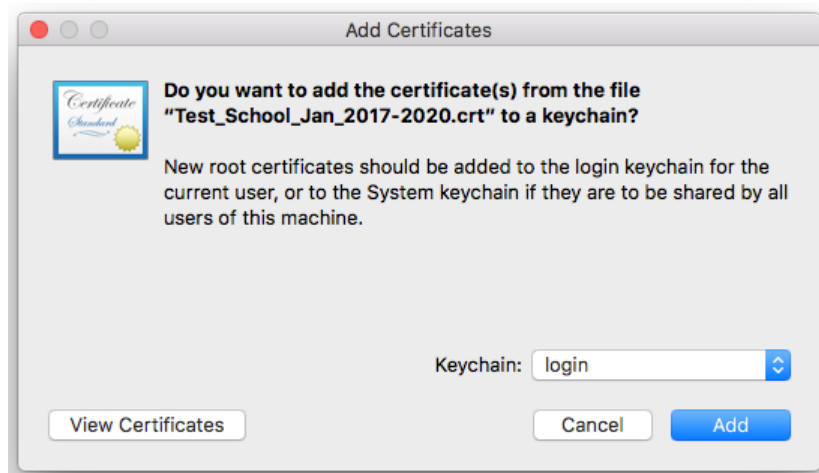 Add Certificates
Certificate
Standard
Do you want to add the certificate(s) from the file
“Test_School_Jan_2017-2020.crt” to a keychain?
New root certificates should be added to the login keychain for the
current user, or to the System keychain if they are to be shared by all
users of this machine.
Keychain: login
View Certificates Cancel Add